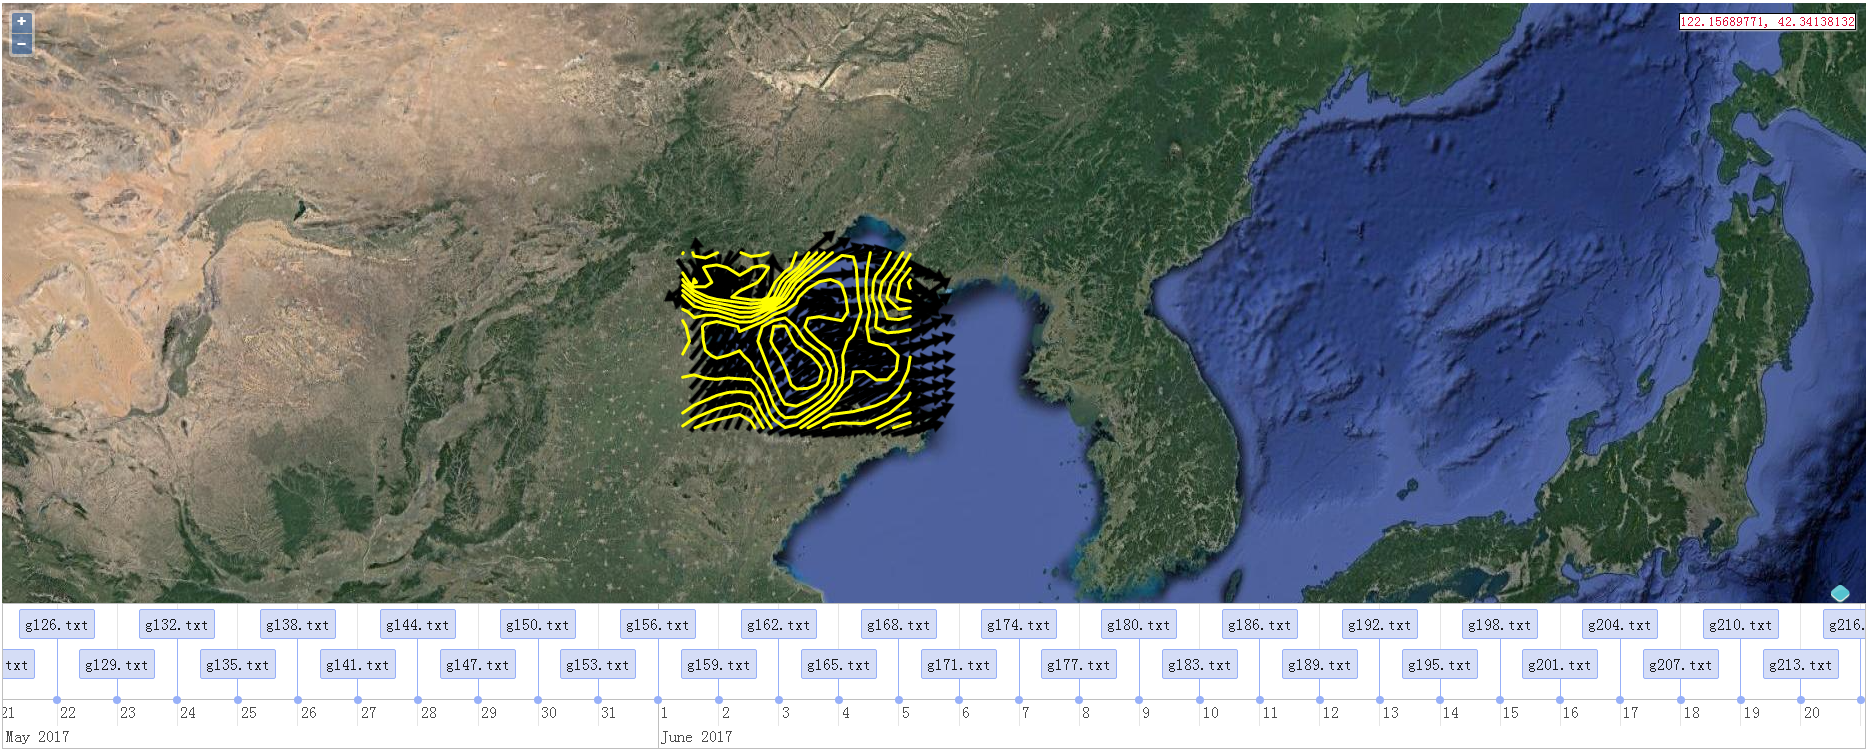 +
−
122.15689771, 42.34138132
g126.txt g132.txt g138.txt g144.txt g150.txt g156.txt g162.txt g168.txt g174.txt g180.txt g186.txt g192.txt g198.txt g204.txt g210.txt g216.
txt g129.txt g135.txt g141.txt g147.txt g153.txt g159.txt g165.txt g171.txt g177.txt g183.txt g189.txt g195.txt g201.txt g207.txt g213.txt
21 22 23 24 25 26 27 28 29 30 31 1 2 3 4 5 6 7 8 9 10 11 12 13 14 15 16 17 18 19 20
May 2017 June 2017